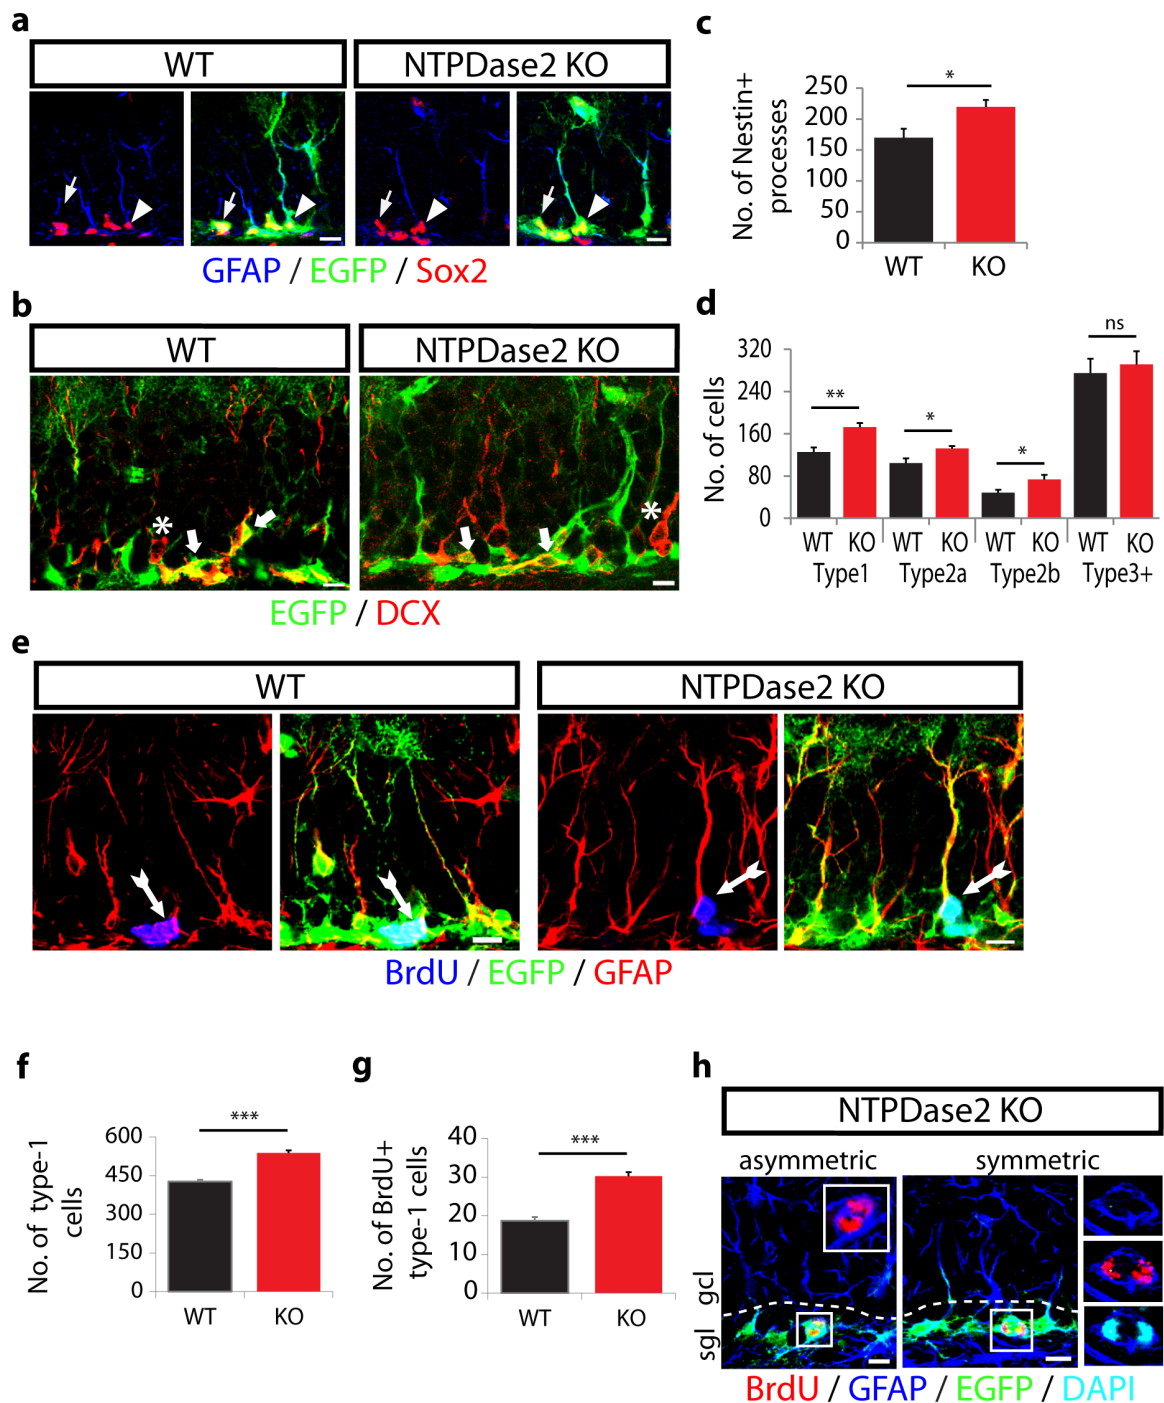 a
WT
NTPDase2 KO
GFAP / EGFP / Sox2
b
WT
NTPDase2 KO
*
*
EGFP / DCX
c
No. of Nestin+
processes
250
200
150
100
50
0
*
WT
KO
d
No. of cells
320
240
160
80
0
**
*
*
ns
WT KO WT KO WT KO WT KO
Type1 Type2a Type2b Type3+
e
WT
NTPDase2 KO
BrdU / EGFP / GFAP
f
No. of type-1
cells
600
450
300
150
0
***
WT
KO
g
No. of BrdU+
type-1 cells
40
30
20
10
0
***
WT
KO
h
NTPDase2 KO
asymmetric
symmetric
gcl
sgl
BrdU / GFAP / EGFP / DAPI